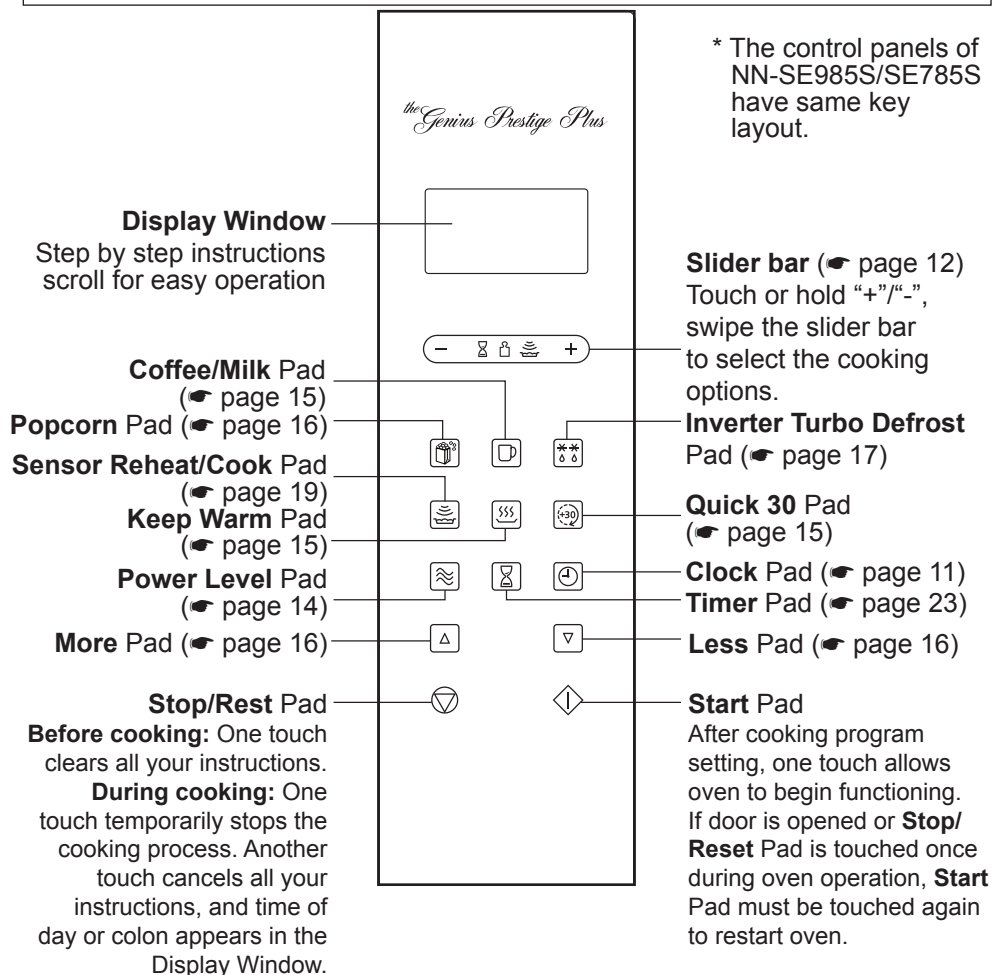 * The control panels of
NN-SE985S/SE785S
have same key
layout.
the Genius Prestige Plus
Display Window
Step by step instructions
scroll for easy operation
Coffee/Milk Pad
(☛ page 15)
Popcorn Pad (☛ page 16)
Sensor Reheat/Cook Pad
(☛ page 19)
Keep Warm Pad
(☛ page 15)
Power Level Pad
(☛ page 14)
More Pad (☛ page 16)
Stop/Rest Pad
Before cooking: One touch
clears all your instructions.
During cooking: One
touch temporarily stops the
cooking process. Another
touch cancels all your
instructions, and time of
day or colon appears in the
Display Window.
- +
+30
Slider bar (☛ page 12)
Touch or hold “+”/“-”,
swipe the slider bar
to select the cooking
options.
Inverter Turbo Defrost
Pad (☛ page 17)
Quick 30 Pad
(☛ page 15)
Clock Pad (☛ page 11)
Timer Pad (☛ page 23)
Less Pad (☛ page 16)
Start Pad
After cooking program
setting, one touch allows
oven to begin functioning.
If door is opened or Stop/
Reset Pad is touched once
during oven operation, Start
Pad must be touched again
to restart oven.